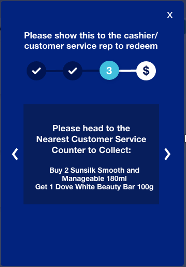 X
Please show this to the cashier/
customer service rep to redeem
3
$
Please head to the
Nearest Customer Service
Counter to Collect:
Buy 2 Sunsilk Smooth and
Manageable 180ml
Get 1 Dove White Beauty Bar 100g